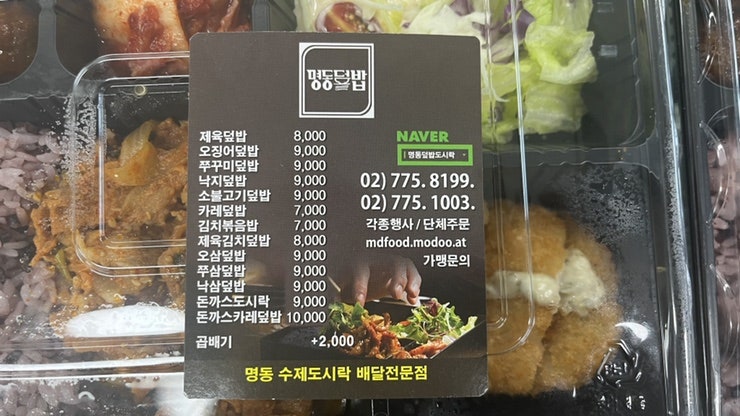 명동덮밥
제육덮밥 8,000
오징어덮밥 9,000
쭈꾸미덮밥 9,000
낙지덮밥 9,000
소불고기덮밥 9,000
카레덮밥 7,000
김치볶음밥 7,000
제육김치덮밥 8,000
오삼덮밥 9,000
쭈삼덮밥 9,000
낙삼덮밥 9,000
돈까스도시락 9,000
돈까스카레덮밥 10,000
곱배기 +2,000
NAVER
명동덮밥도시락
02) 775. 8199.
02) 775. 1003.
각종행사 / 단체주문
mdfood.modoo.at
가맹문의
명동 수제도시락 배달전문점